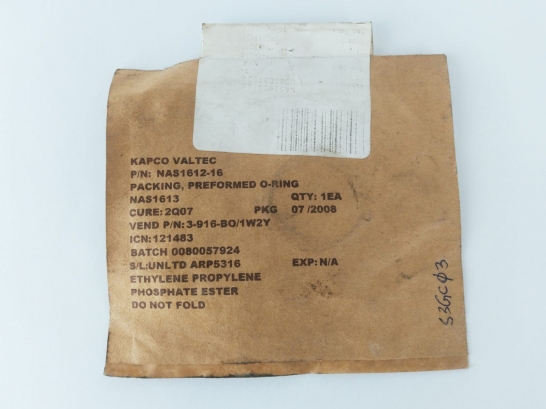 KAPCO VALTEC
P/N: NAS1612-16
PACKING, PREFORMED O-RING
NAS1613 QTY: 1EA
CURE: 2Q07 PKG 07 /2008
VEND P/N: 3-916-BO/1W2Y
ICN: 121483
BATCH 0080057924
S/L:UNLTD ARP5316 EXP: N/A
ETHYLENE PROPYLENE
PHOSPHATE ESTER
DO NOT FOLD
S3GCΦ3